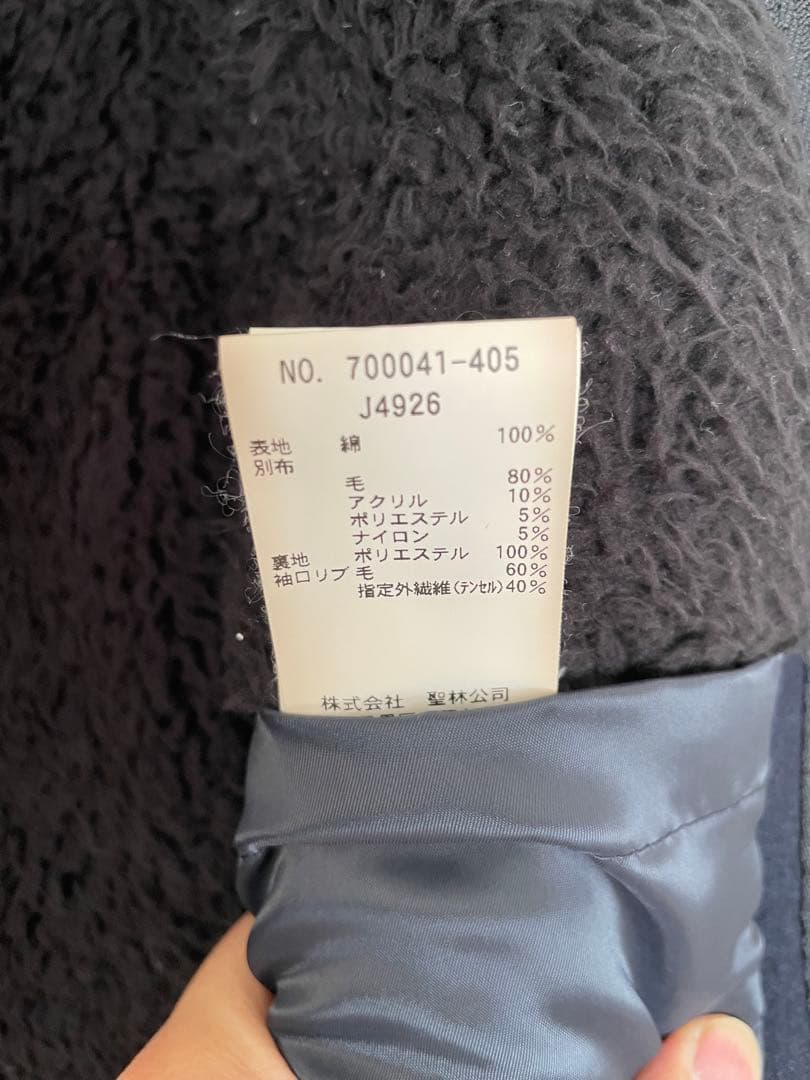 NO. 700041-405
J4926
表地 綿 100%
別布
毛 80%
アクリル 10%
ポリエステル 5%
ナイロン 5%
裏地 ポリエステル 100%
袖口リブ 毛 60%
指定外繊維(テンセル)40%
株式会社 聖林公司